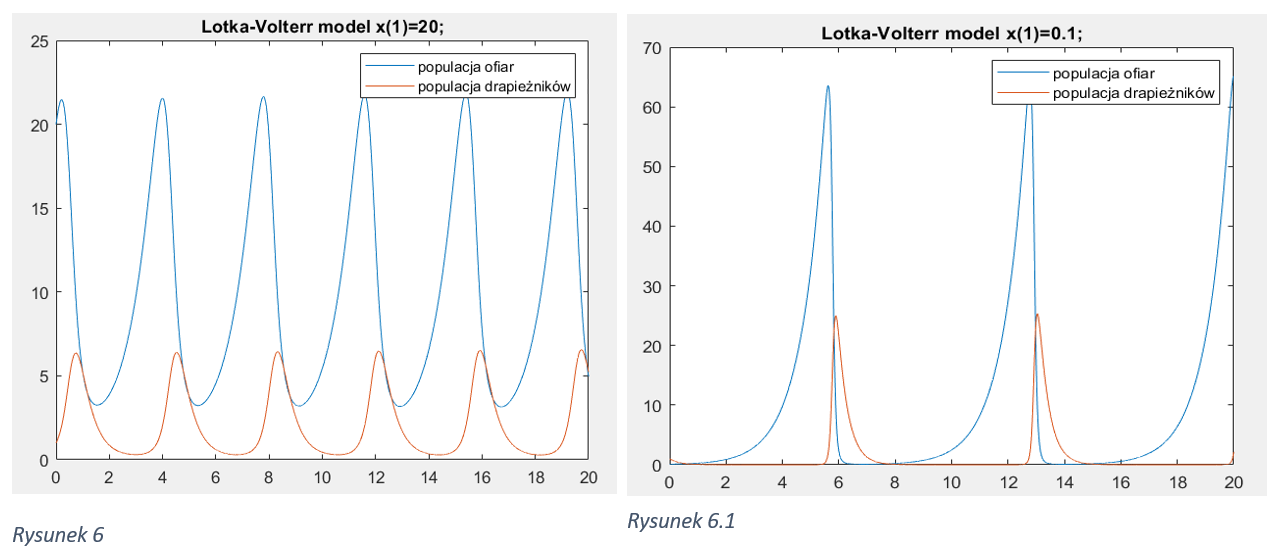 Lotka-Volterr model x(1)=20;
25
20
15
10
5
0
0 2 4 6 8 10 12 14 16 18 20
populacja ofiar
populacja drapieżników
Rysunek 6
Lotka-Volterr model x(1)=0.1;
70
60
50
40
30
20
10
0
0 2 4 6 8 10 12 14 16 18 20
populacja ofiar
populacja drapieżników
Rysunek 6.1